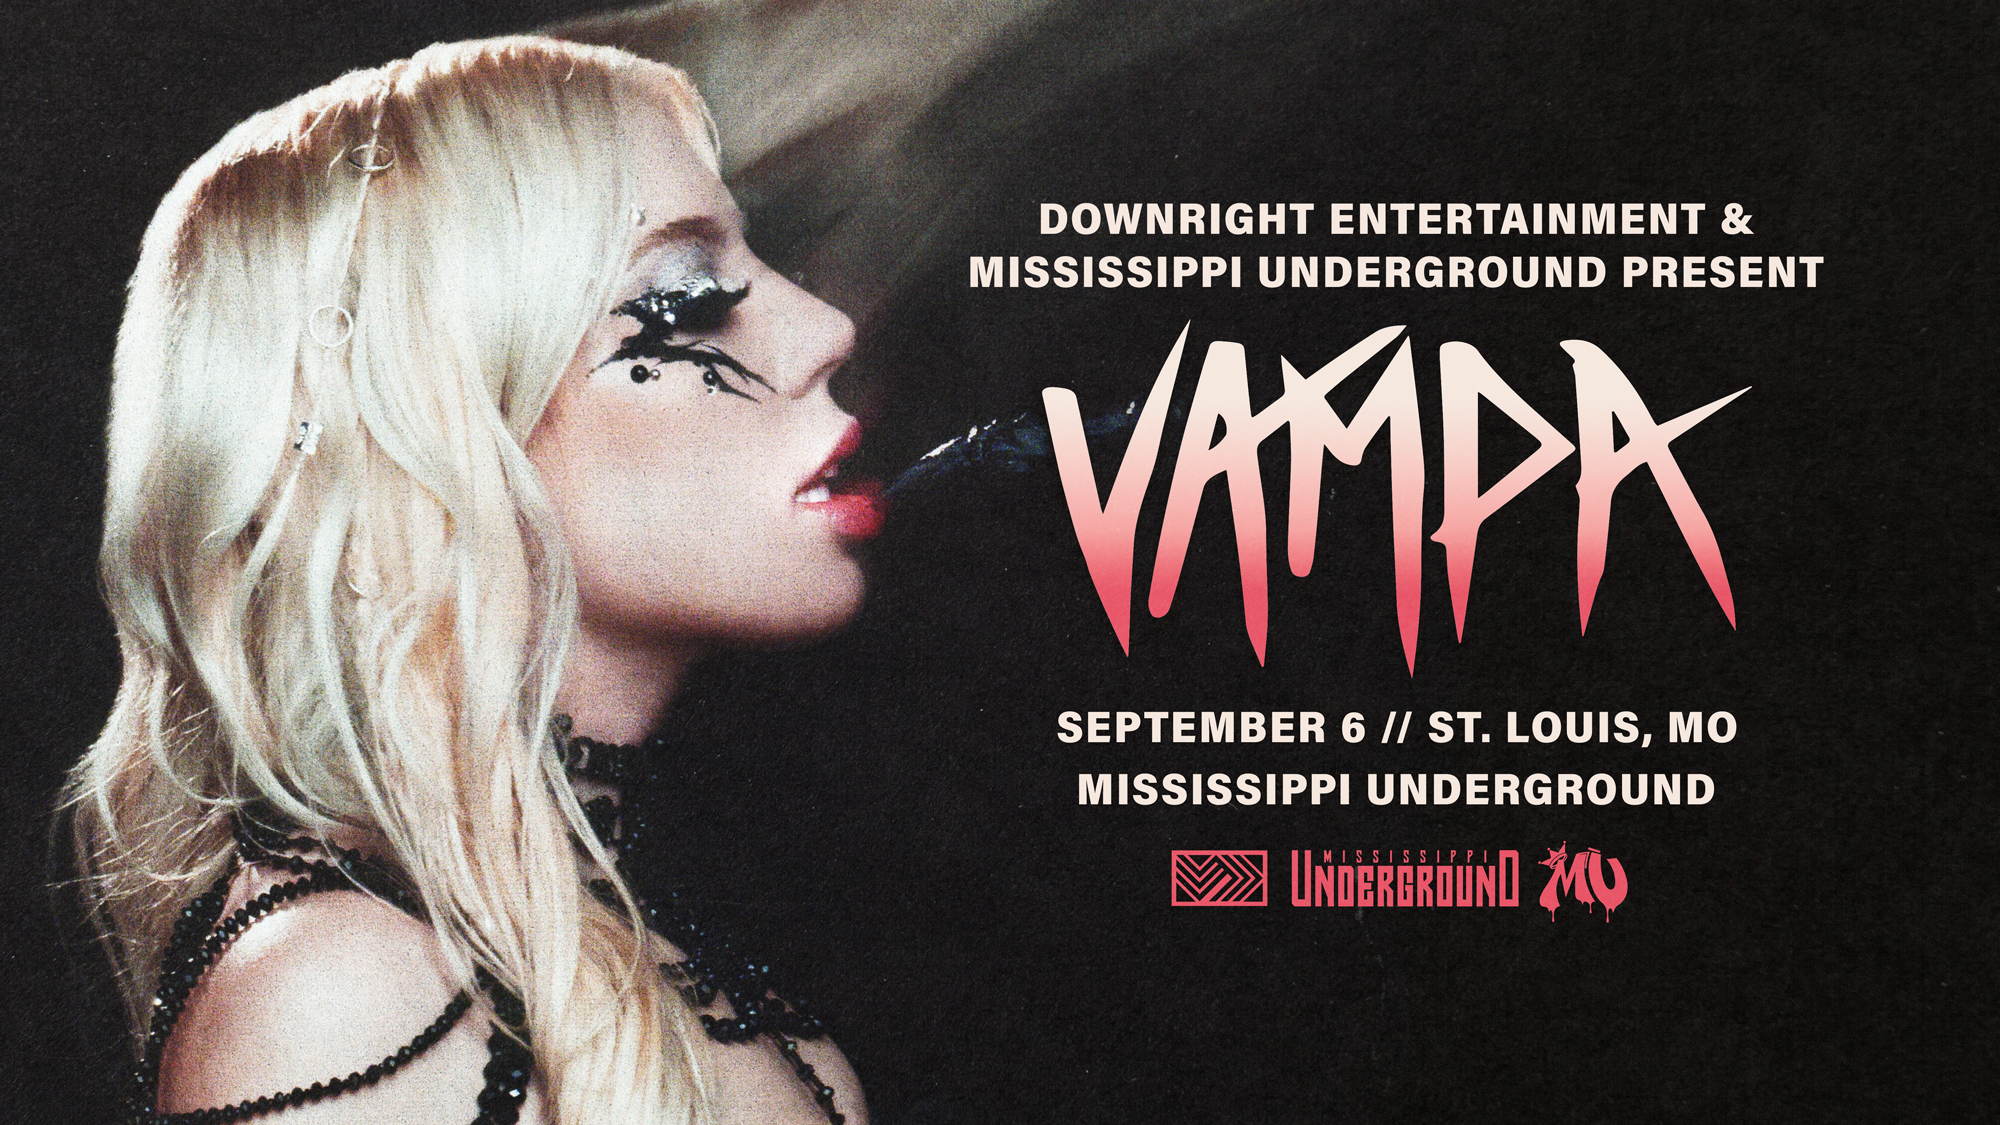 DOWNRIGHT ENTERTAINMENT &
MISSISSIPPI UNDERGROUND PRESENT
VAMPA
SEPTEMBER 6 // ST. LOUIS, MO
MISSISSIPPI UNDERGROUND
MISSISSIPPI
UNDERGROUND
MU